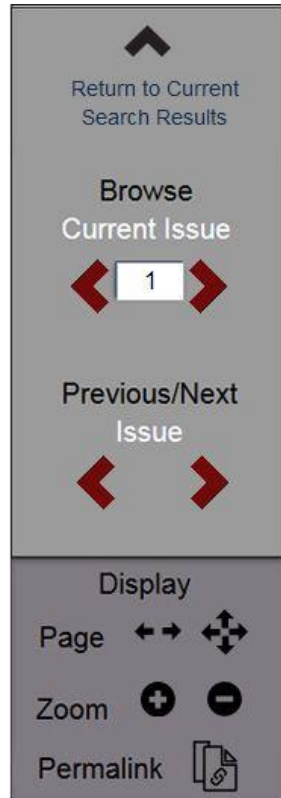 Return to Current
Search Results
Browse
Current Issue
1
Previous/Next
Issue
Display
Page
Zoom
Permalink